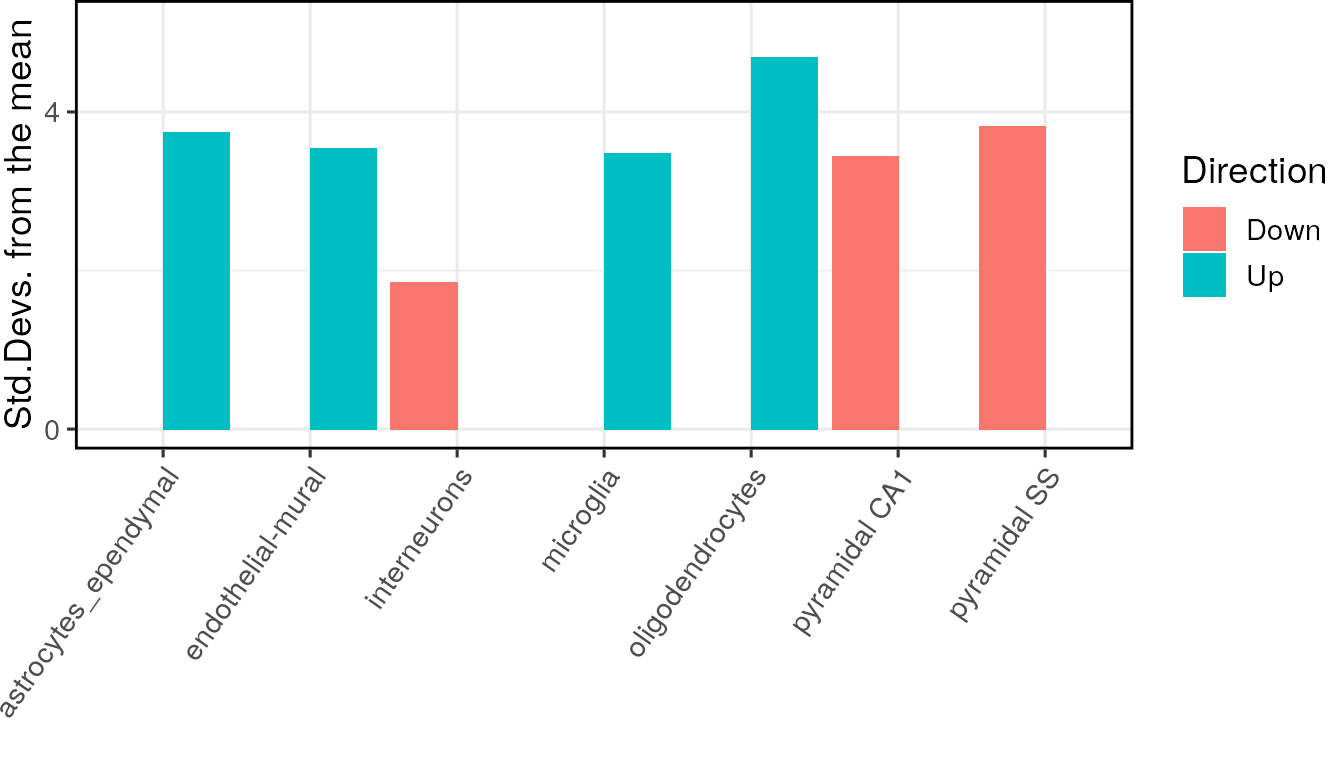 Std.Devs. from the mean
4
0
astrocytes_ependymal
endothelial-mural
interneurons
microglia
oligodendrocytes
pyramidal CA1
pyramidal SS
Direction
Down
Up